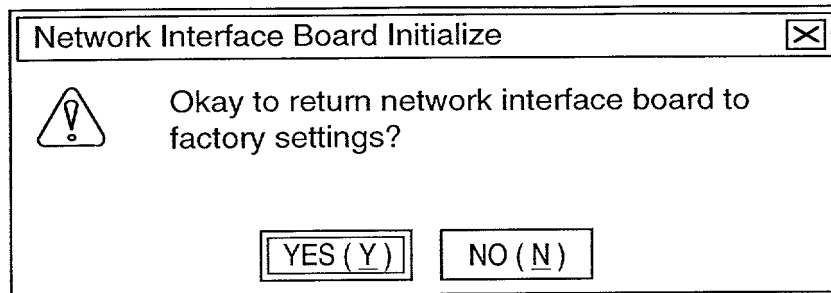 Network Interface Board Initialize
Okay to return network interface board to
factory settings?
YES ( Y )
NO ( N )